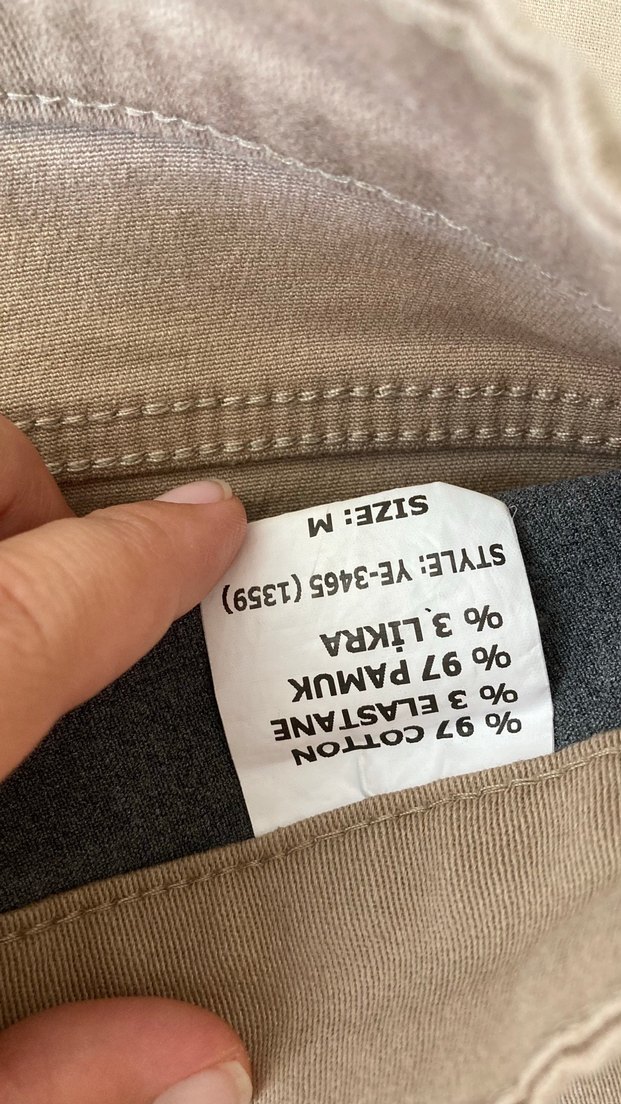 % 97 COTTON
% 3 ELASTANE
% 97 PAMUK
% 3 LİKRA
STYLE: YE-3465 (1359)
SIZE: M